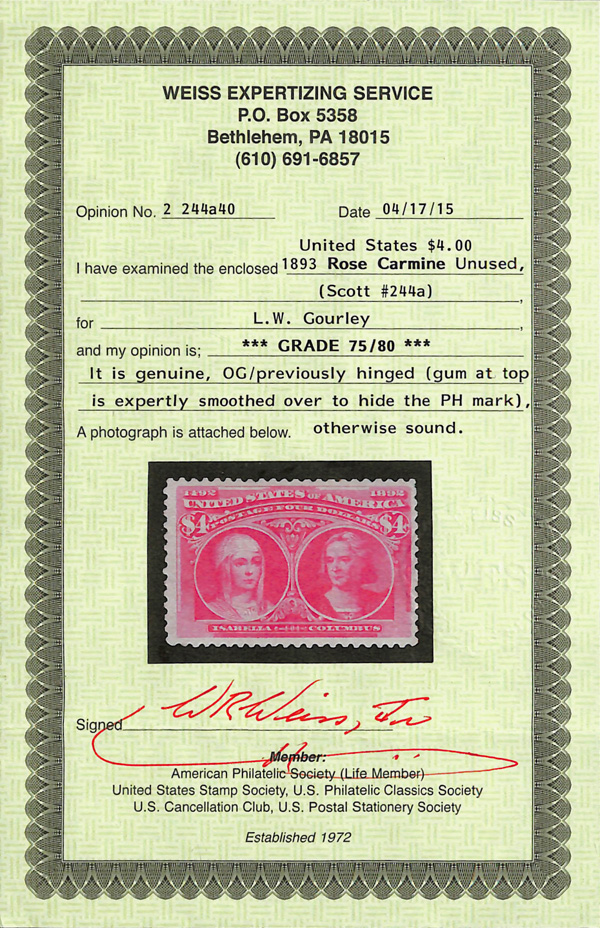 WEISS EXPERTIZING SERVICE
P.O. Box 5358
Bethlehem, PA 18015
(610) 691-6857
Opinion No. 2 244a40 Date 04/17/15
United States $4.00
I have examined the enclosed 1893 Rose Carmine Unused,
(Scott #244a) ,
for L.W. Gourley ,
and my opinion is; *** GRADE 75/80 ***
It is genuine, OG/previously hinged (gum at top
is expertly smoothed over to hide the PH mark),
A photograph is attached below. otherwise sound.
1492 1892
UNITED STATES OF AMERICA
POSTAGE FOUR DOLLARS
$4 $4
ISABELLA COLUMBUS
Signed W R Weiss, Jr
Member:
American Philatelic Society (Life Member)
United States Stamp Society, U.S. Philatelic Classics Society
U.S. Cancellation Club, U.S. Postal Stationery Society
Established 1972